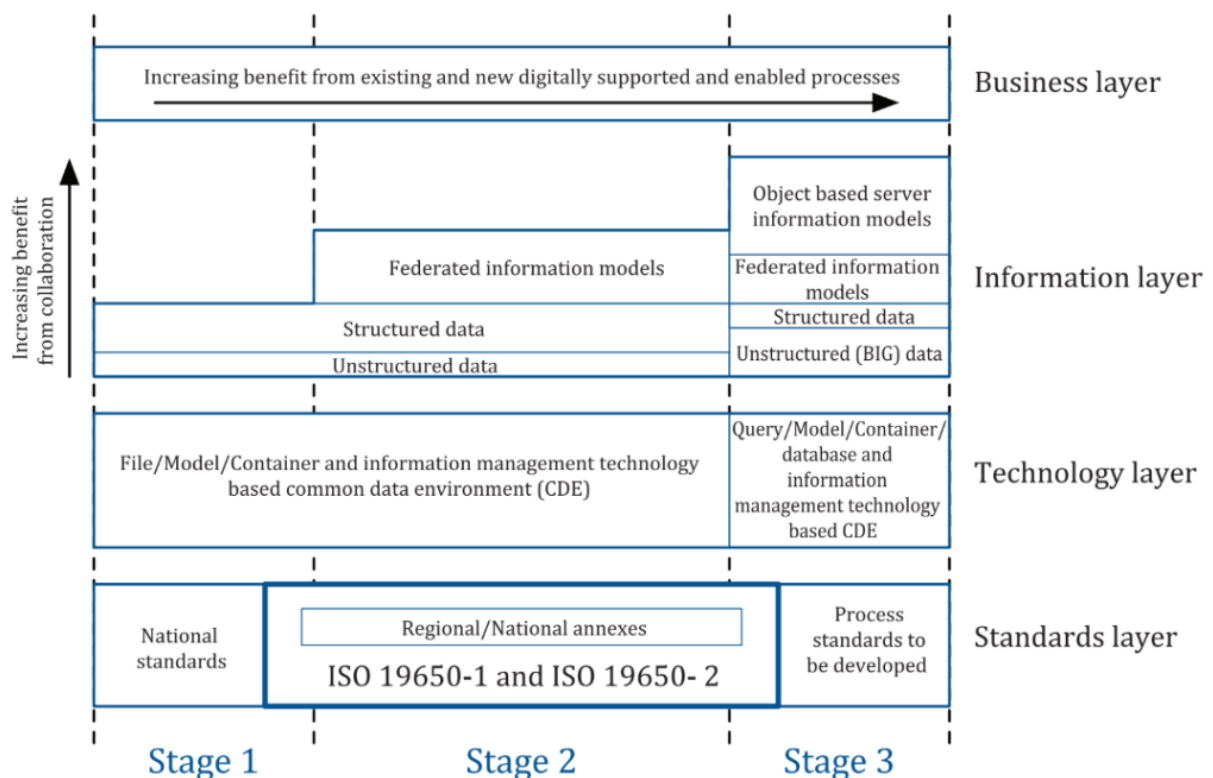 Increasing benefit from existing and new digitally supported and enabled processes
Business layer
Increasing benefit
from collaboration
Object based server
information models
Federated information models
Federated information
models
Structured data
Structured data
Unstructured data
Unstructured (BIG) data
Information layer
File/Model/Container and information management technology
based common data environment (CDE)
Query/Model/Container/
database and
information
management technology
based CDE
Technology layer
National
standards
Regional/National annexes
ISO 19650-1 and ISO 19650- 2
Process
standards to
be developed
Standards layer
Stage 1
Stage 2
Stage 3